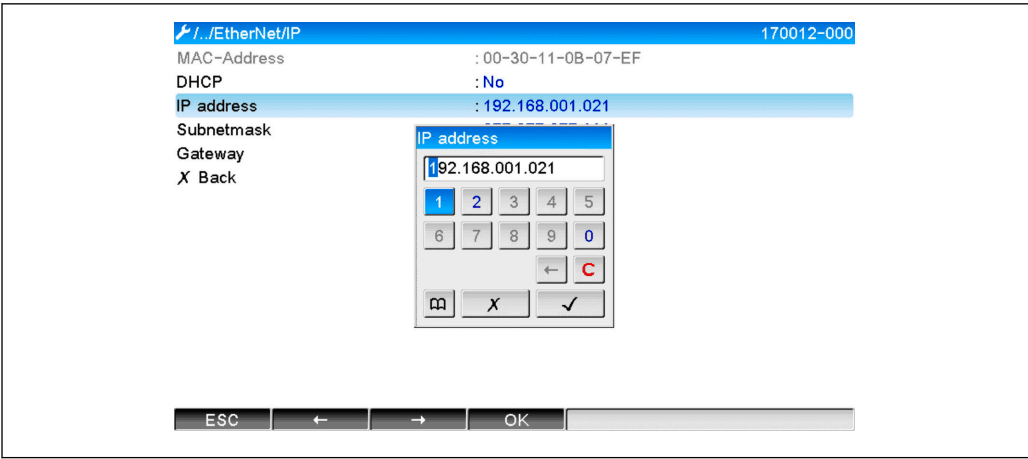 /../EtherNet/IP 170012-000
MAC-Address : 00-30-11-0B-07-EF
DHCP : No
IP address : 192.168.001.021
Subnetmask
Gateway
X Back
IP address
192.168.001.021
1 2 3 4 5
6 7 8 9 0
← C
X ✓
ESC ← → OK